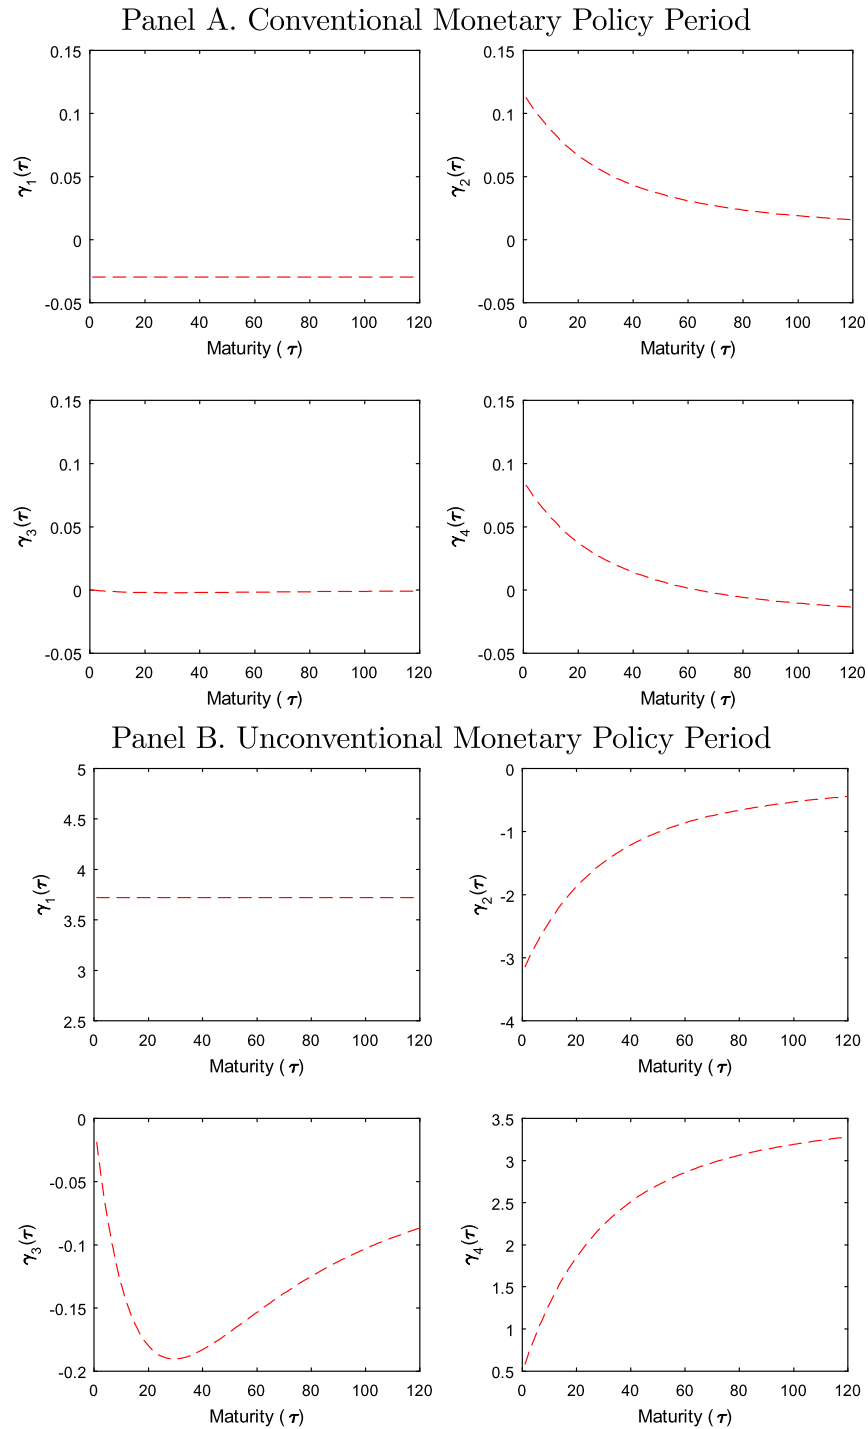 Panel A. Conventional Monetary Policy Period
0.15
0.1
0.05
0
-0.05
γ1(τ)
0 20 40 60 80 100 120
Maturity ( τ)
0.15
0.1
0.05
0
-0.05
γ2(τ)
0 20 40 60 80 100 120
Maturity ( τ)
0.15
0.1
0.05
0
-0.05
γ3(τ)
0 20 40 60 80 100 120
Maturity ( τ)
0.15
0.1
0.05
0
-0.05
γ4(τ)
0 20 40 60 80 100 120
Maturity ( τ)
Panel B. Unconventional Monetary Policy Period
5
4.5
4
3.5
3
2.5
γ1(τ)
0 20 40 60 80 100 120
Maturity ( τ)
0
-1
-2
-3
-4
γ2(τ)
0 20 40 60 80 100 120
Maturity ( τ)
0
-0.05
-0.1
-0.15
-0.2
γ3(τ)
0 20 40 60 80 100 120
Maturity ( τ)
3.5
3
2.5
2
1.5
1
0.5
γ4(τ)
0 20 40 60 80 100 120
Maturity ( τ)